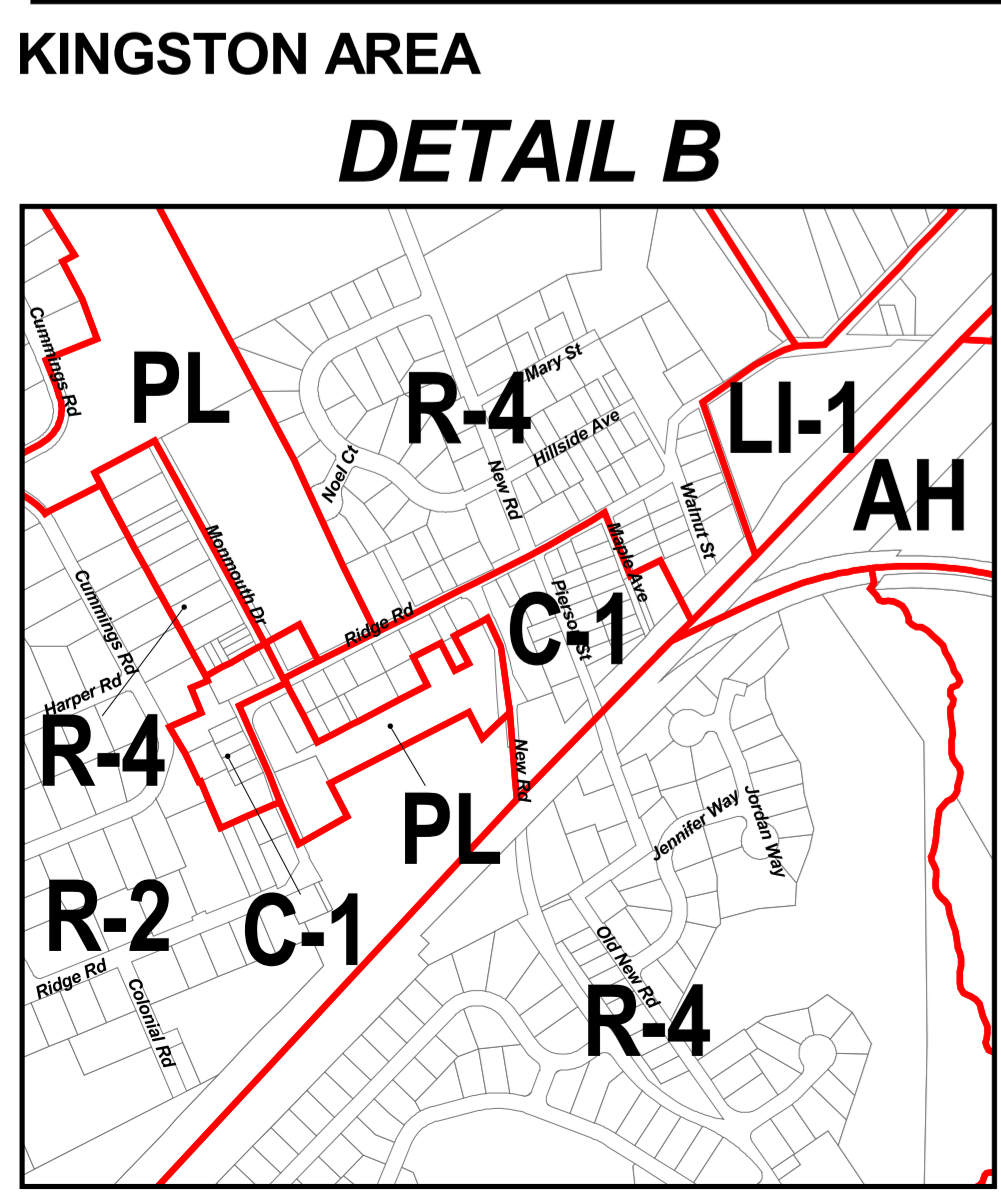 KINGSTON AREA
DETAIL B
Cummings Rd
PL
R-4
Mary St
Hillside Ave
LI-1
AH
Noel Ct
New Rd
Walnut St
Monmouth Dr
Maple Ave
Cummings Rd
Ridge Rd
C-1
Pierson St
Harper Rd
R-4
New Rd
PL
Jennifer Way
Jordan Way
R-2
C-1
Ridge Rd
Colonial Rd
Old New Rd
R-4